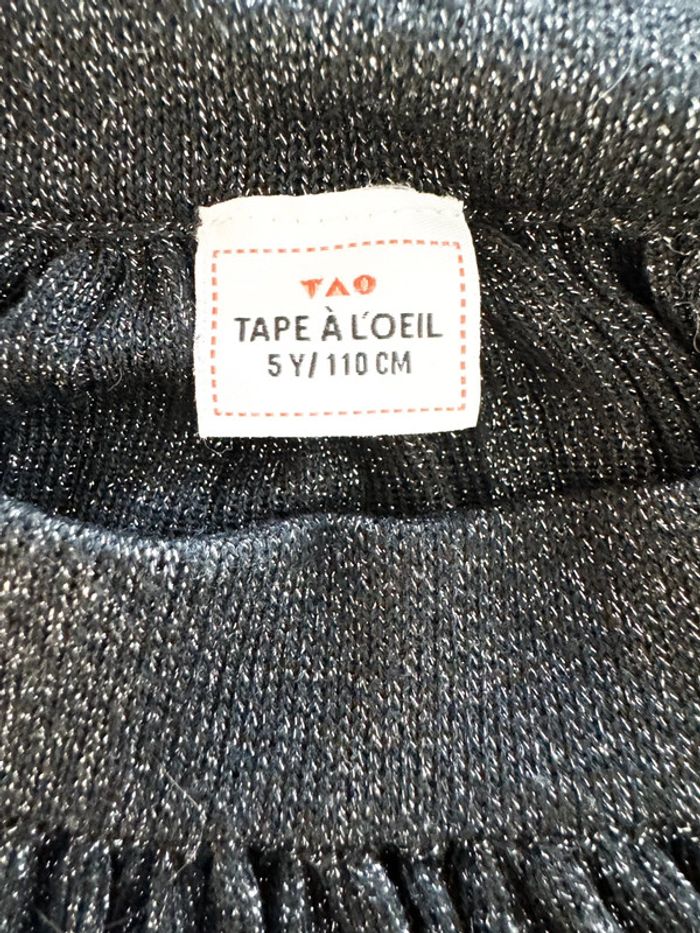 TAO
TAPE À L'OEIL
5 Y/ 110 CM